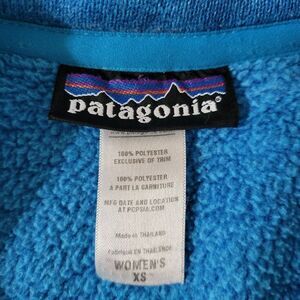 patagonia®
100% POLYESTER
EXCLUSIVE OF TRIM
100% POLYESTER
A PART LA GARNITURE
MFG DATE AND LOCATION
AT PCPSIA.COM
Made in THAILAND
Fabriqué EN THAILANDE
WOMEN'S
XS